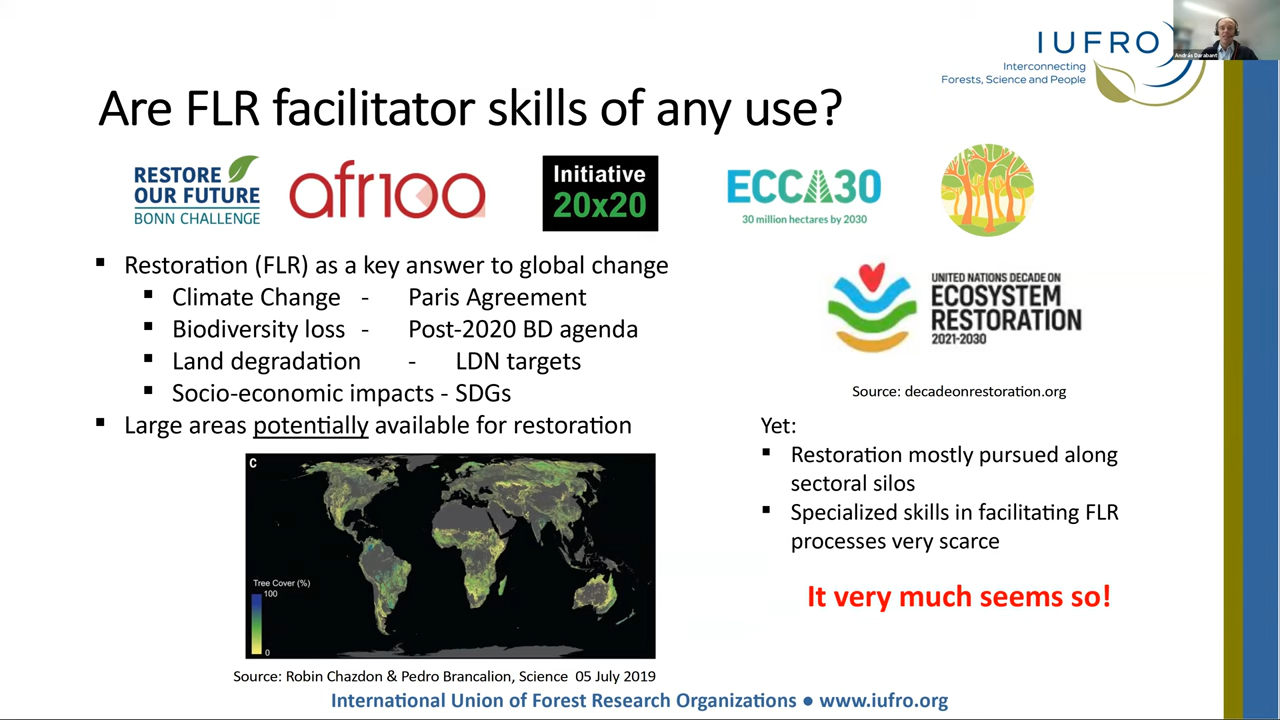 András Darabant
IUFRO
Interconnecting
Forests, Science and People
Are FLR facilitator skills of any use?
RESTORE
OUR FUTURE
BONN CHALLENGE
afr100
Initiative
20x20
ECCA30
30 million hectares by 2030
▪ Restoration (FLR) as a key answer to global change
▪ Climate Change - Paris Agreement
▪ Biodiversity loss - Post-2020 BD agenda
▪ Land degradation - LDN targets
▪ Socio-economic impacts - SDGs
▪ Large areas potentially available for restoration
UNITED NATIONS DECADE ON
ECOSYSTEM
RESTORATION
2021-2030
Source: decadeonrestoration.org
Yet:
▪ Restoration mostly pursued along
sectoral silos
▪ Specialized skills in facilitating FLR
processes very scarce
It very much seems so!
C
Tree Cover (%)
100
0
Source: Robin Chazdon & Pedro Brancalion, Science 05 July 2019
International Union of Forest Research Organizations ● www.iufro.org